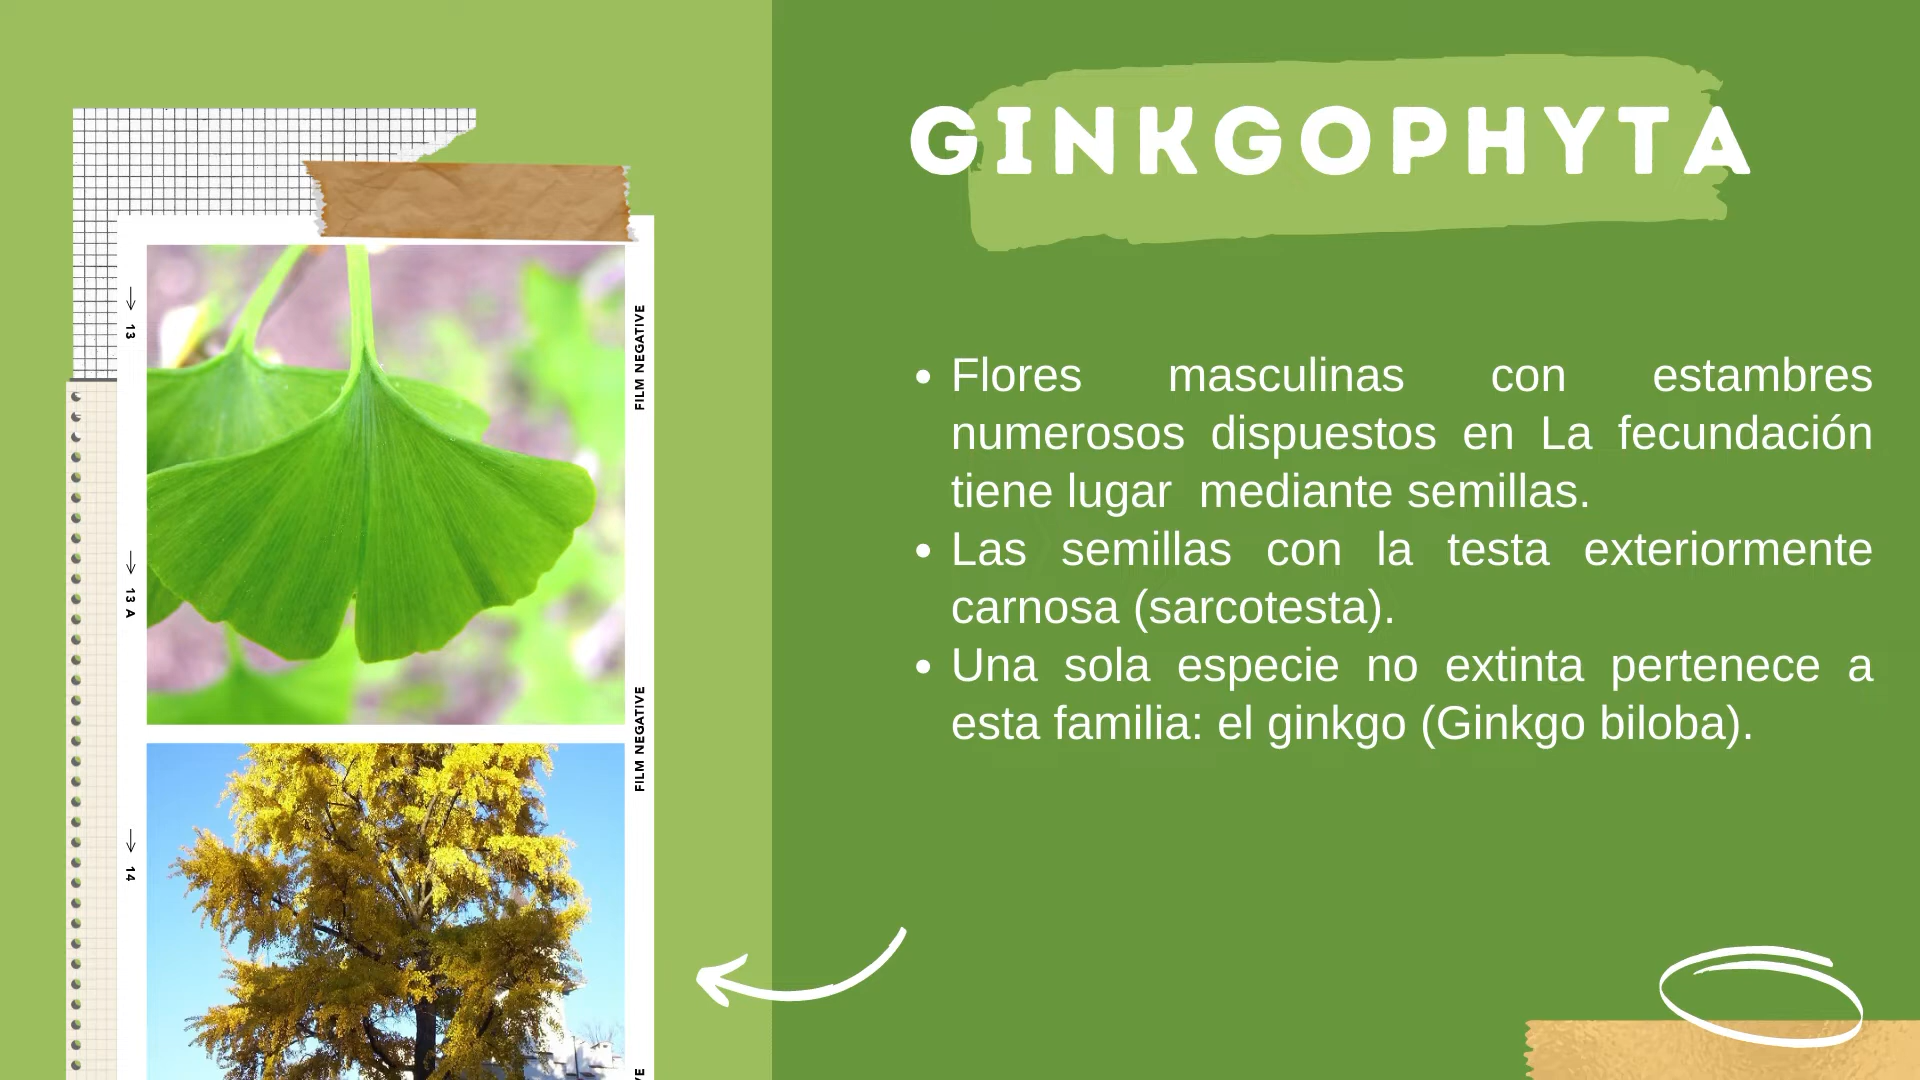 GINKGOPHYTA
13
FILM NEGATIVE
13 A
FILM NEGATIVE
14
• Flores masculinas con estambres
numerosos dispuestos en La fecundación
tiene lugar mediante semillas.
• Las semillas con la testa exteriormente
carnosa (sarcotesta).
• Una sola especie no extinta pertenece a
esta familia: el ginkgo (Ginkgo biloba).